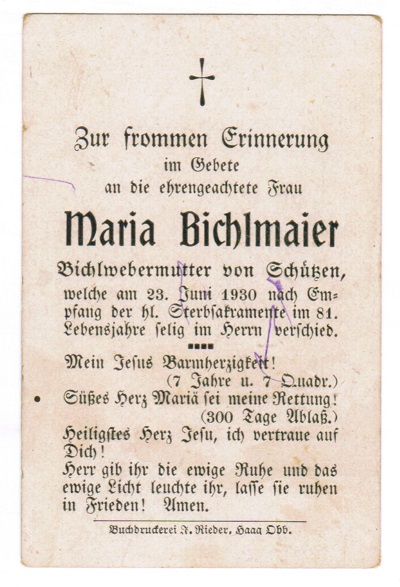 Zur frommen Erinnerung
im Gebete
an die ehrengeachtete Frau
Maria Bichlmaier
Bichlwebermutter von Schützen,
welche am 23. Juni 1930 nach Em-
pfang der hl. Sterbsakramente im 81.
Lebensjahre selig im Herrn verschied.
Mein Jesus Barmherzigkeit!
(7 Jahre u. 7 Quadr.)
Süßes Herz Mariä sei meine Rettung!
(300 Tage Ablaß.)
Heiligstes Herz Jesu, ich vertraue auf
Dich!
Herr gib ihr die ewige Ruhe und das
ewige Licht leuchte ihr, lasse sie ruhen
in Frieden! Amen.
Buchdruckerei J. Rieder, Haag Obb.